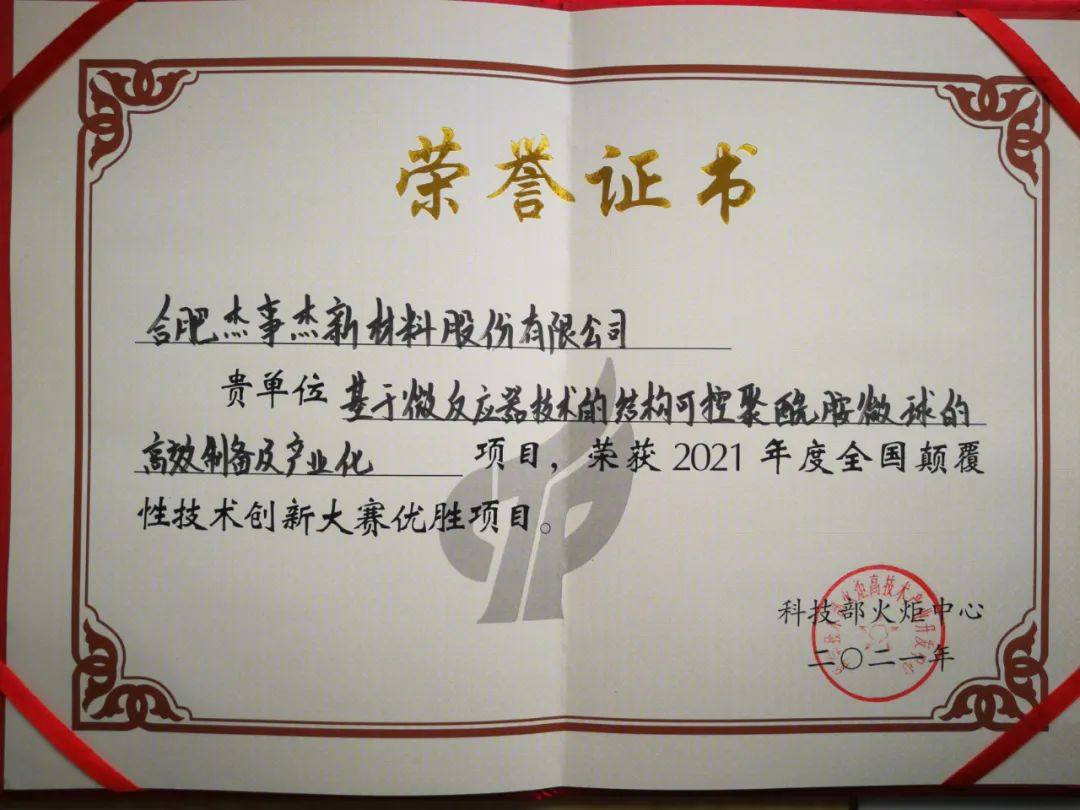 荣誉证书
合肥杰事杰新材料股份有限公司
贵单位 基于微反应器技术的结构可控聚酰胺微球的
高效制备及产业化 项目，荣获 2021 年度全国颠覆
性技术创新大赛优胜项目。
科技部火炬中心
二〇二一年